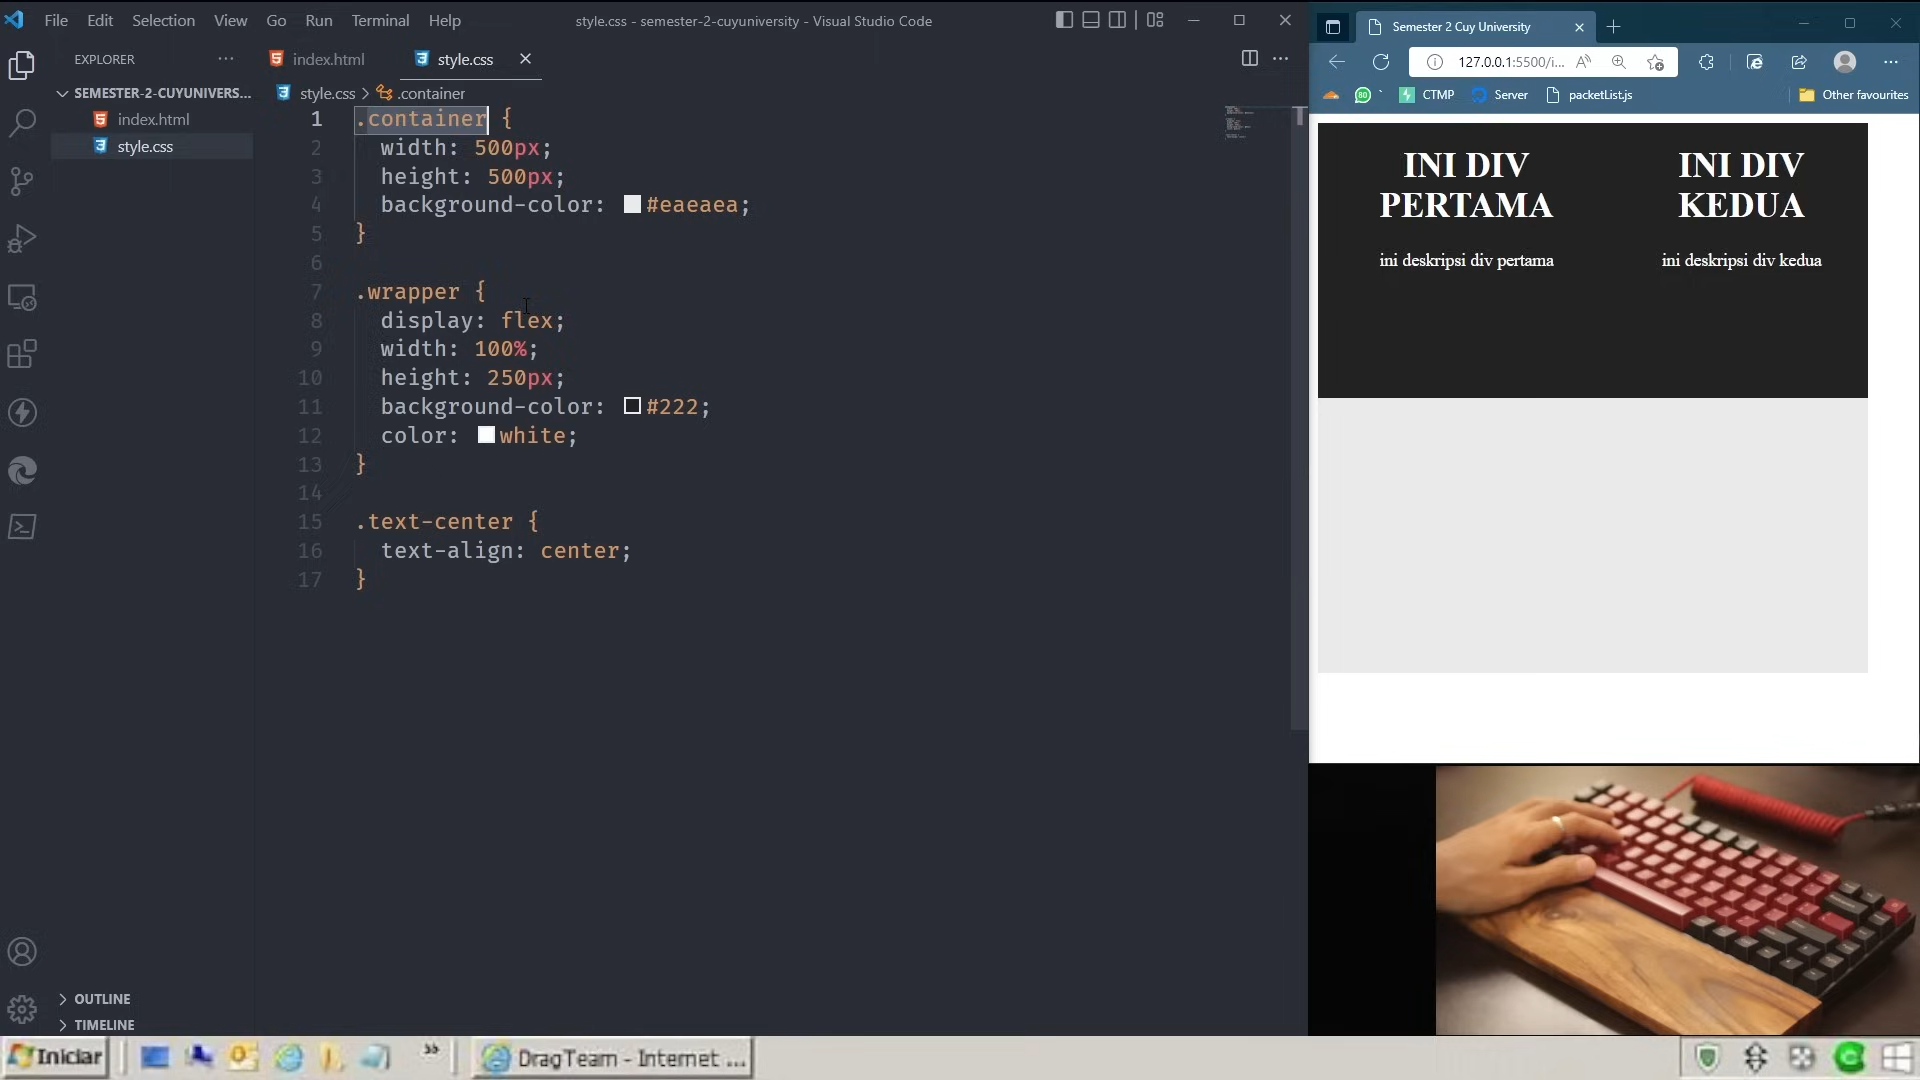 File Edit Selection View Go Run Terminal Help
style.css - semester-2-cuyuniversity - Visual Studio Code
EXPLORER
SEMESTER-2-CUYUNIVERS...
index.html
style.css
index.html
style.css
style.css > .container
1 .container {
2 width: 500px;
3 height: 500px;
4 background-color: #eaeaea;
5 }
6
7 .wrapper {
8 display: flex;
9 width: 100%;
10 height: 250px;
11 background-color: #222;
12 color: white;
13 }
14
15 .text-center {
16 text-align: center;
17 }
OUTLINE
TIMELINE
Semester 2 Cuy University
127.0.0.1:5500/i...
80
CTMP
Server
packetList.js
Other favourites
INI DIV
PERTAMA
ini deskripsi div pertama
INI DIV
KEDUA
ini deskripsi div kedua
Iniciar
DragTeam - Internet ...